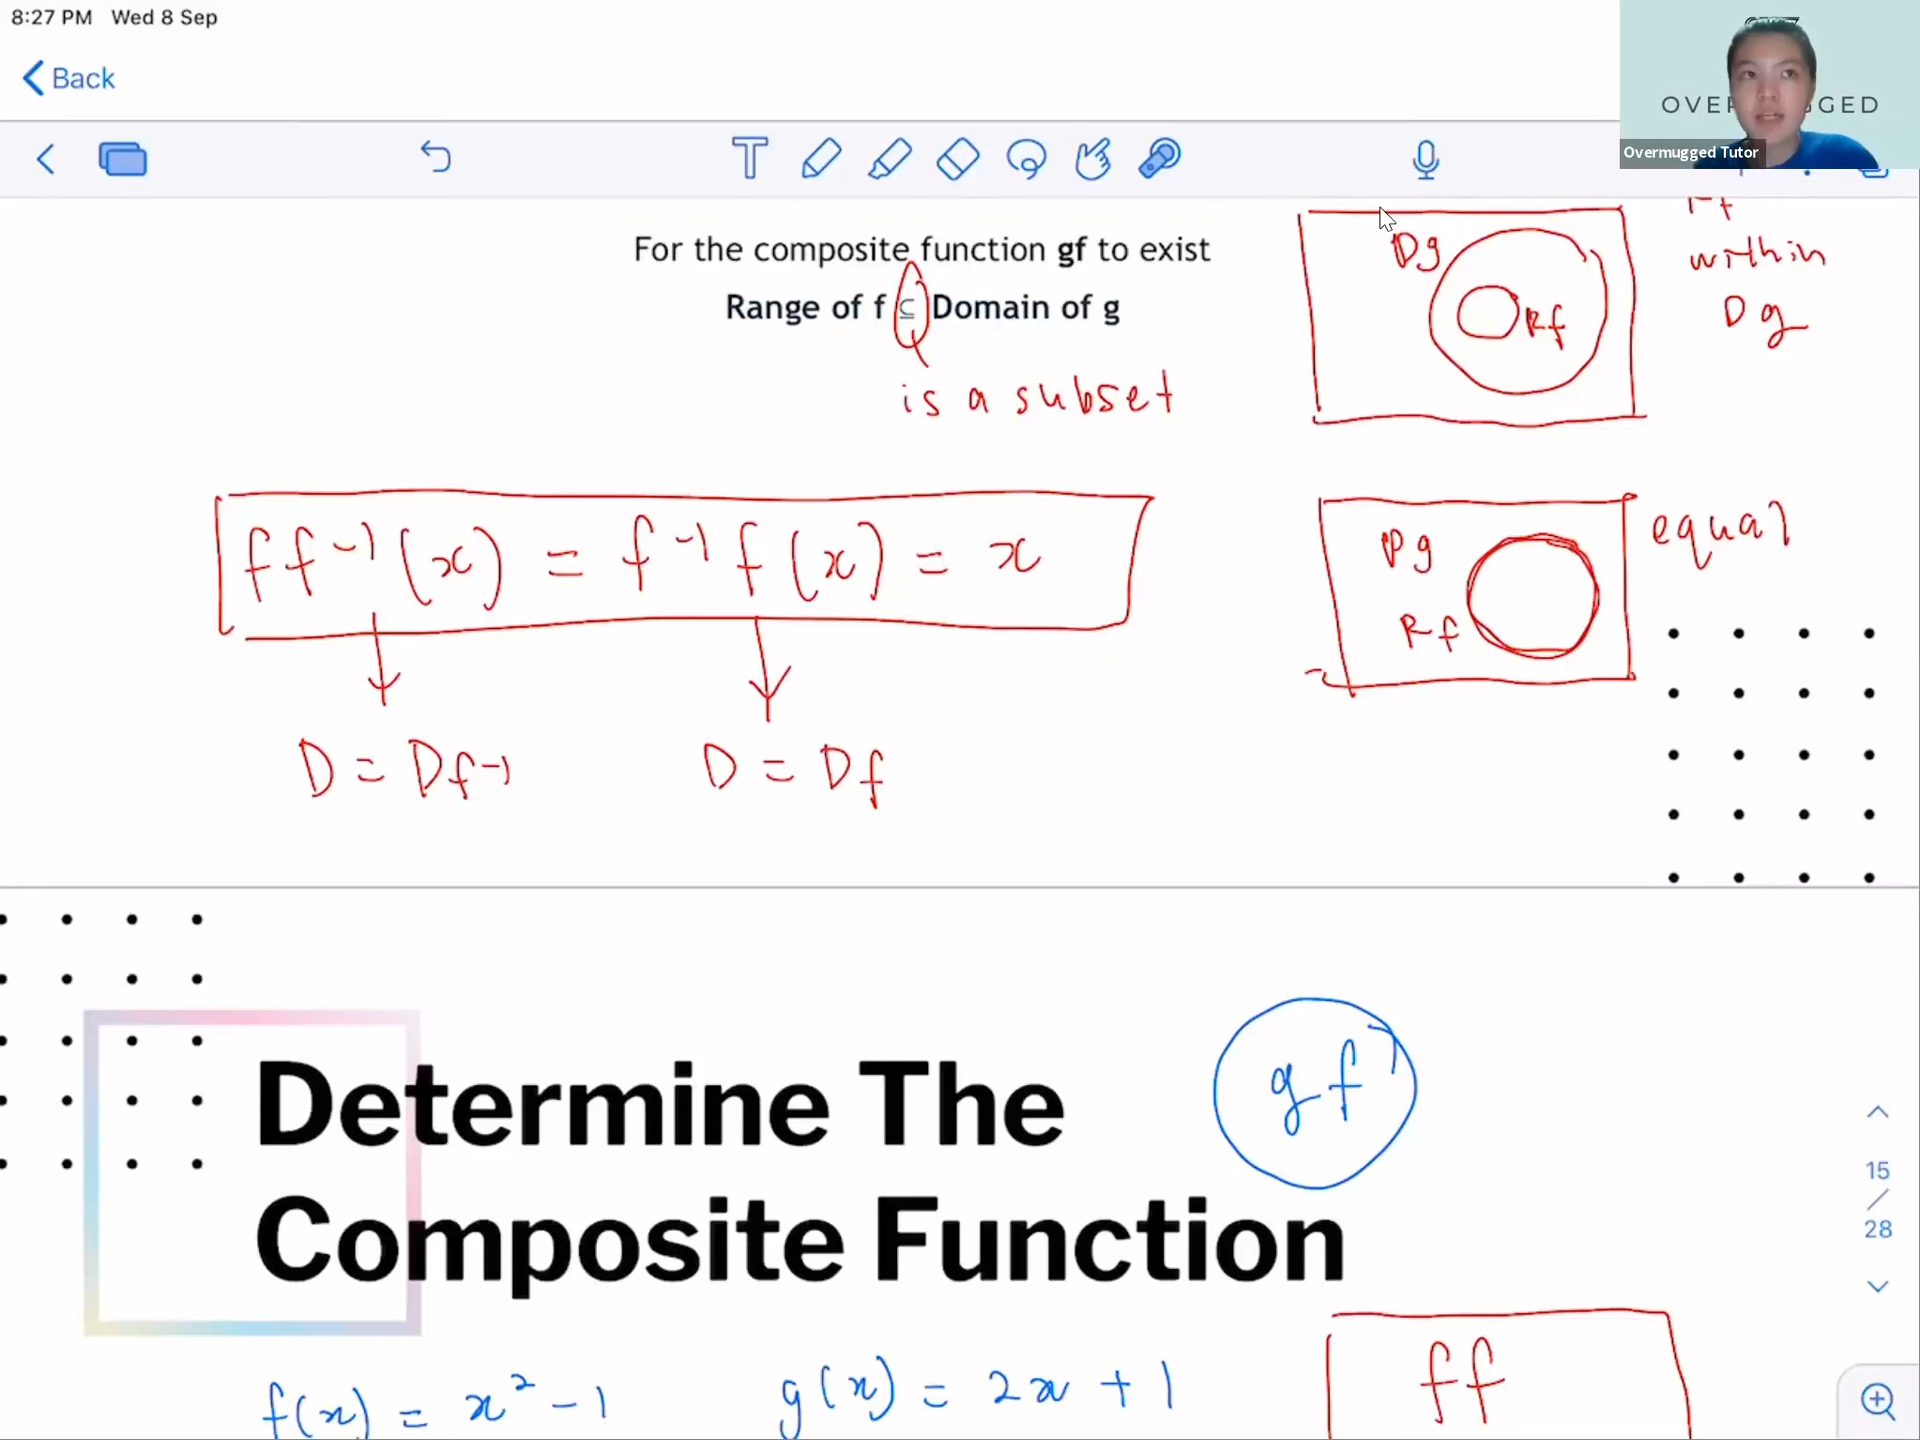 8:27 PM Wed 8 Sep
Back
Overmugged Tutor
For the composite function gf to exist
Range of f ⊆ Domain of g
is a subset
Dg
Rf
within
Dg
ff⁻¹(x) = f⁻¹f(x) = x
D = Df⁻¹
D = Df
Dg
Rf
equal
Determine The
Composite Function
gf
15
/
28
f(x) = x² - 1
g(x) = 2x + 1
ff